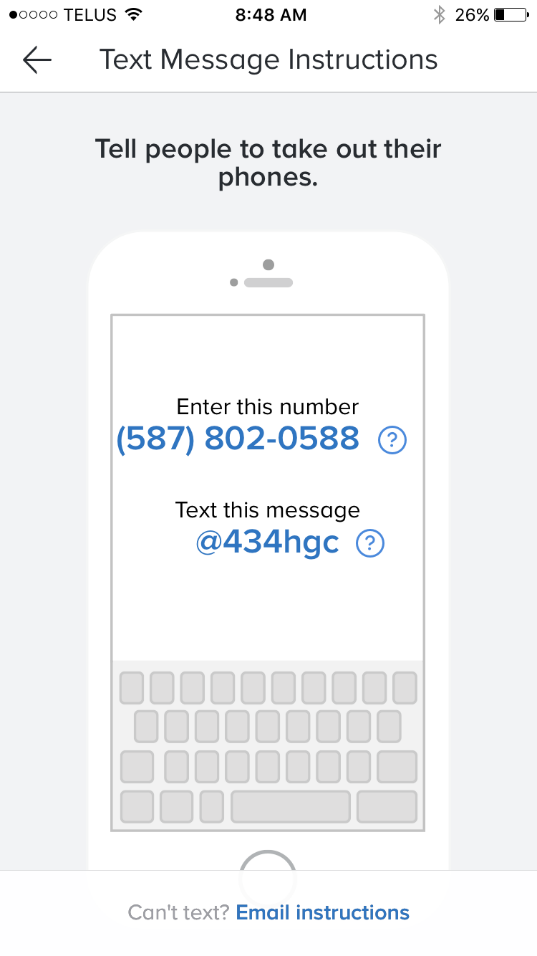 TELUS 8:48 AM 26%
Text Message Instructions
Tell people to take out their
phones.
Enter this number
(587) 802-0588 ?
Text this message
@434hgc ?
Can't text? Email instructions